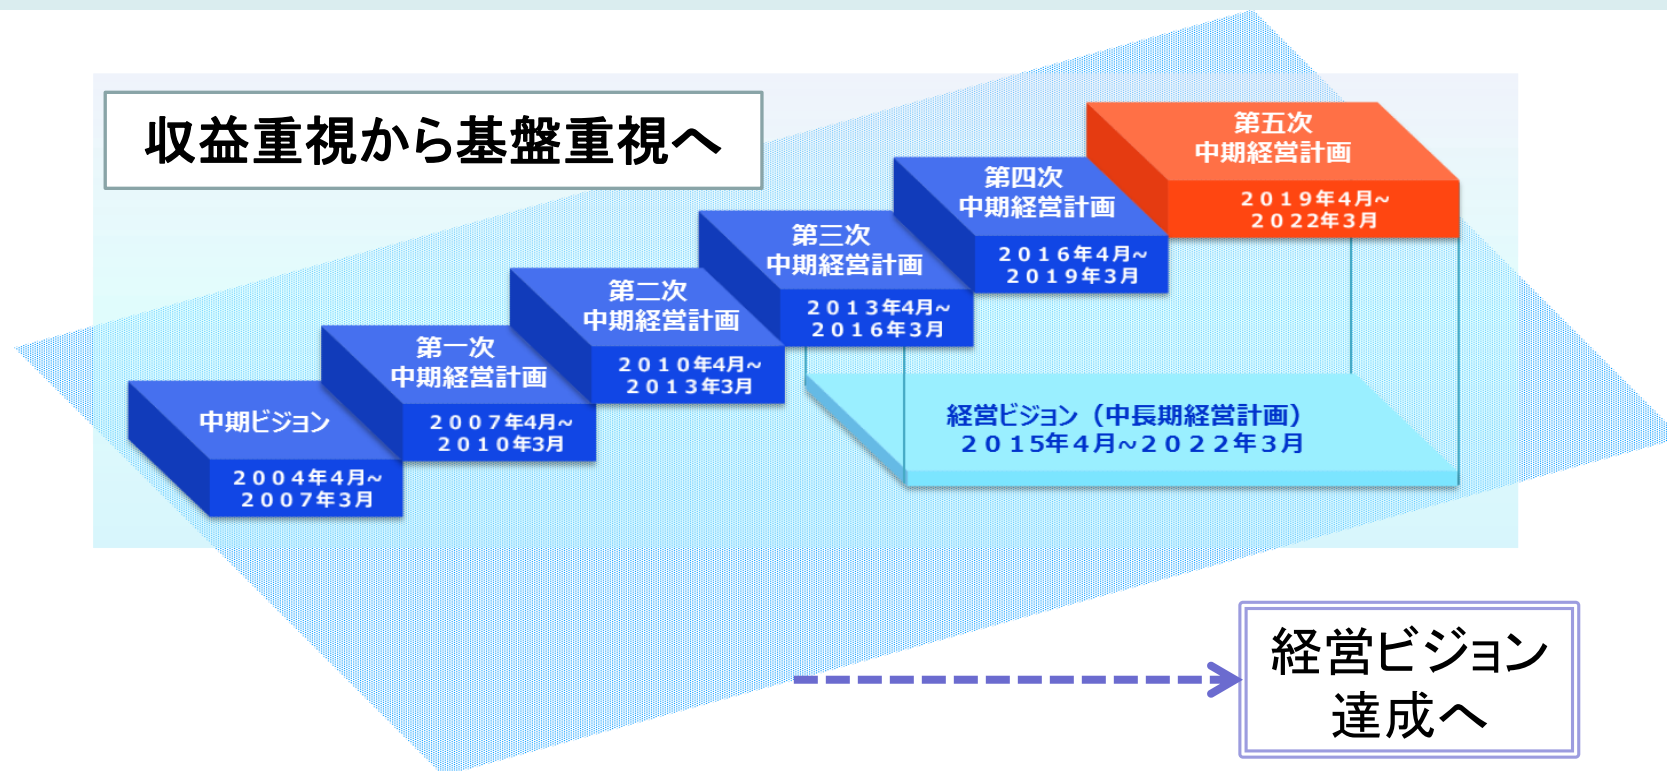 収益重視から基盤重視へ
中期ビジョン
２００４年４月~
２００７年３月
第一次
中期経営計画
２００７年４月~
２０１０年３月
第二次
中期経営計画
２０１０年４月~
２０１３年３月
第三次
中期経営計画
２０１３年４月~
２０１６年３月
第四次
中期経営計画
２０１６年４月~
２０１９年３月
第五次
中期経営計画
２０１９年４月~
２０２２年３月
経営ビジョン（中長期経営計画）
２０１５年４月~２０２２年３月
経営ビジョン
達成へ